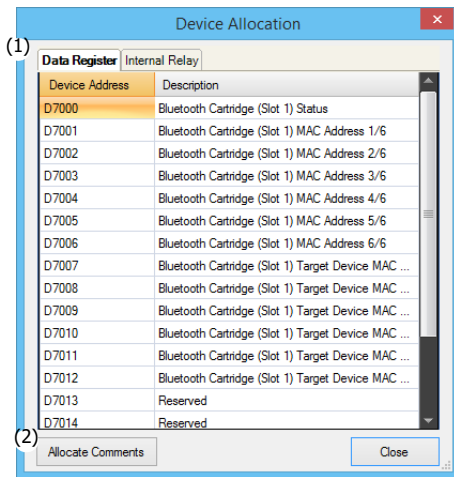 Device Allocation
(1)
Data Register Internal Relay
Device Address Description
D7000 Bluetooth Cartridge (Slot 1) Status
D7001 Bluetooth Cartridge (Slot 1) MAC Address 1/6
D7002 Bluetooth Cartridge (Slot 1) MAC Address 2/6
D7003 Bluetooth Cartridge (Slot 1) MAC Address 3/6
D7004 Bluetooth Cartridge (Slot 1) MAC Address 4/6
D7005 Bluetooth Cartridge (Slot 1) MAC Address 5/6
D7006 Bluetooth Cartridge (Slot 1) MAC Address 6/6
D7007 Bluetooth Cartridge (Slot 1) Target Device MAC ...
D7008 Bluetooth Cartridge (Slot 1) Target Device MAC ...
D7009 Bluetooth Cartridge (Slot 1) Target Device MAC ...
D7010 Bluetooth Cartridge (Slot 1) Target Device MAC ...
D7011 Bluetooth Cartridge (Slot 1) Target Device MAC ...
D7012 Bluetooth Cartridge (Slot 1) Target Device MAC ...
D7013 Reserved
D7014 Reserved
(2)
Allocate Comments Close